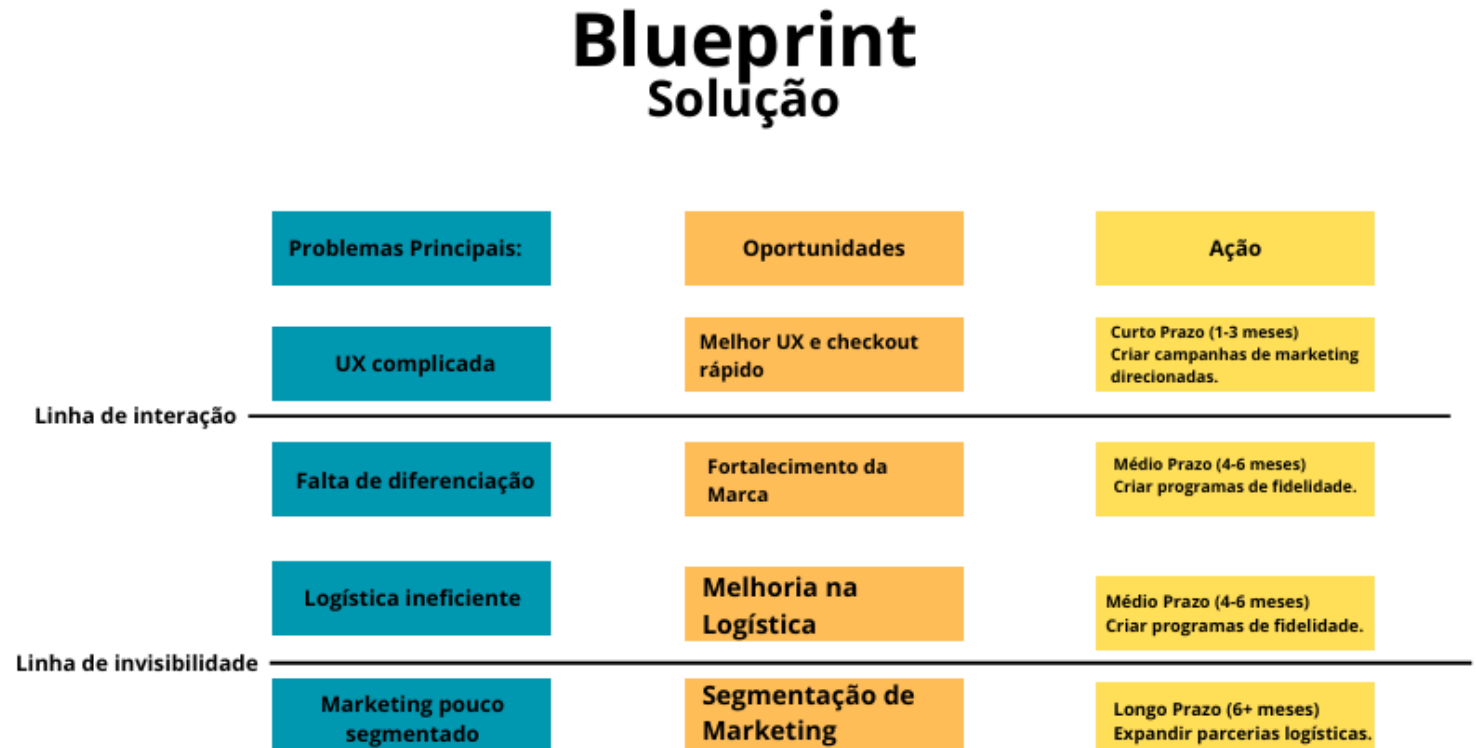 Blueprint
Solução
Problemas Principais:
Oportunidades
Ação
UX complicada
Melhor UX e checkout
rápido
Curto Prazo (1-3 meses)
Criar campanhas de marketing
direcionadas.
Linha de interação
Falta de diferenciação
Fortalecimento da
Marca
Médio Prazo (4-6 meses)
Criar programas de fidelidade.
Logística ineficiente
Melhoria na
Logística
Médio Prazo (4-6 meses)
Criar programas de fidelidade.
Linha de invisibilidade
Marketing pouco
segmentado
Segmentação de
Marketing
Longo Prazo (6+ meses)
Expandir parcerias logísticas.